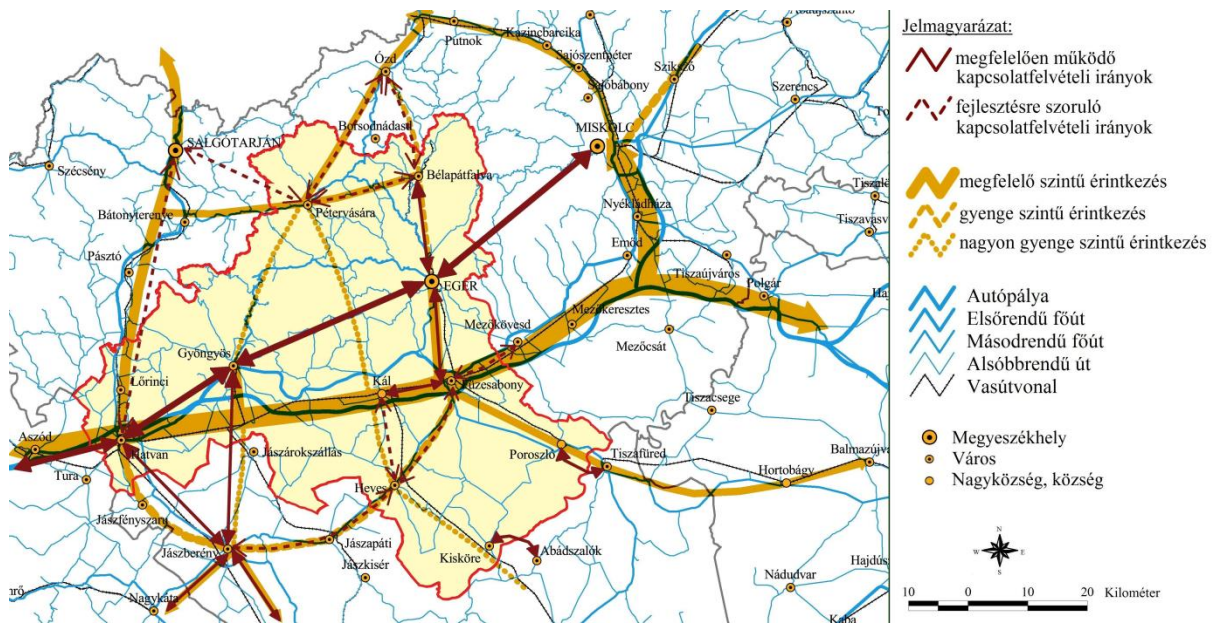 Putnok
Kazincbarcika
Sajószentpéter
Ózd
Szikszó
Sajóbábony
Szerencs
Borsodnádasd
MISKOLC
SALGÓTARJÁN
Szécsény
Bélapátfalva
Bátonyterenye
Pétervására
Nyékládháza
Tiszavasv
Pásztó
Emőd
Tiszaújváros
EGER
Polgár
Mezőkeresztes
Mezőkövesd
Mezőcsát
Gyöngyös
Lőrinci
Kál
Füzesabony
Tiszacsege
Aszód
Hatvan
Tura
Jászárokszállás
Poroszló
Tiszafüred
Balmazújvá
Hortobágy
Heves
Jászfényszaru
Jászberény
Jászapáti
Kisköre
Abádszalók
Jászkisér
Nádudvar
Hajdús
Nagykáta
Kaba
Jelmagyarázat:
megfelelően működő
kapcsolatfelvételi irányok
fejlesztésre szoruló
kapcsolatfelvételi irányok
megfelelő szintű érintkezés
gyenge szintű érintkezés
nagyon gyenge szintű érintkezés
Autópálya
Elsőrendű főút
Másodrendű főút
Alsóbbrendű út
Vasútvonal
Megyeszékhely
Város
Nagyközség, község
N
W E
S
10 0 10 20 Kilométer